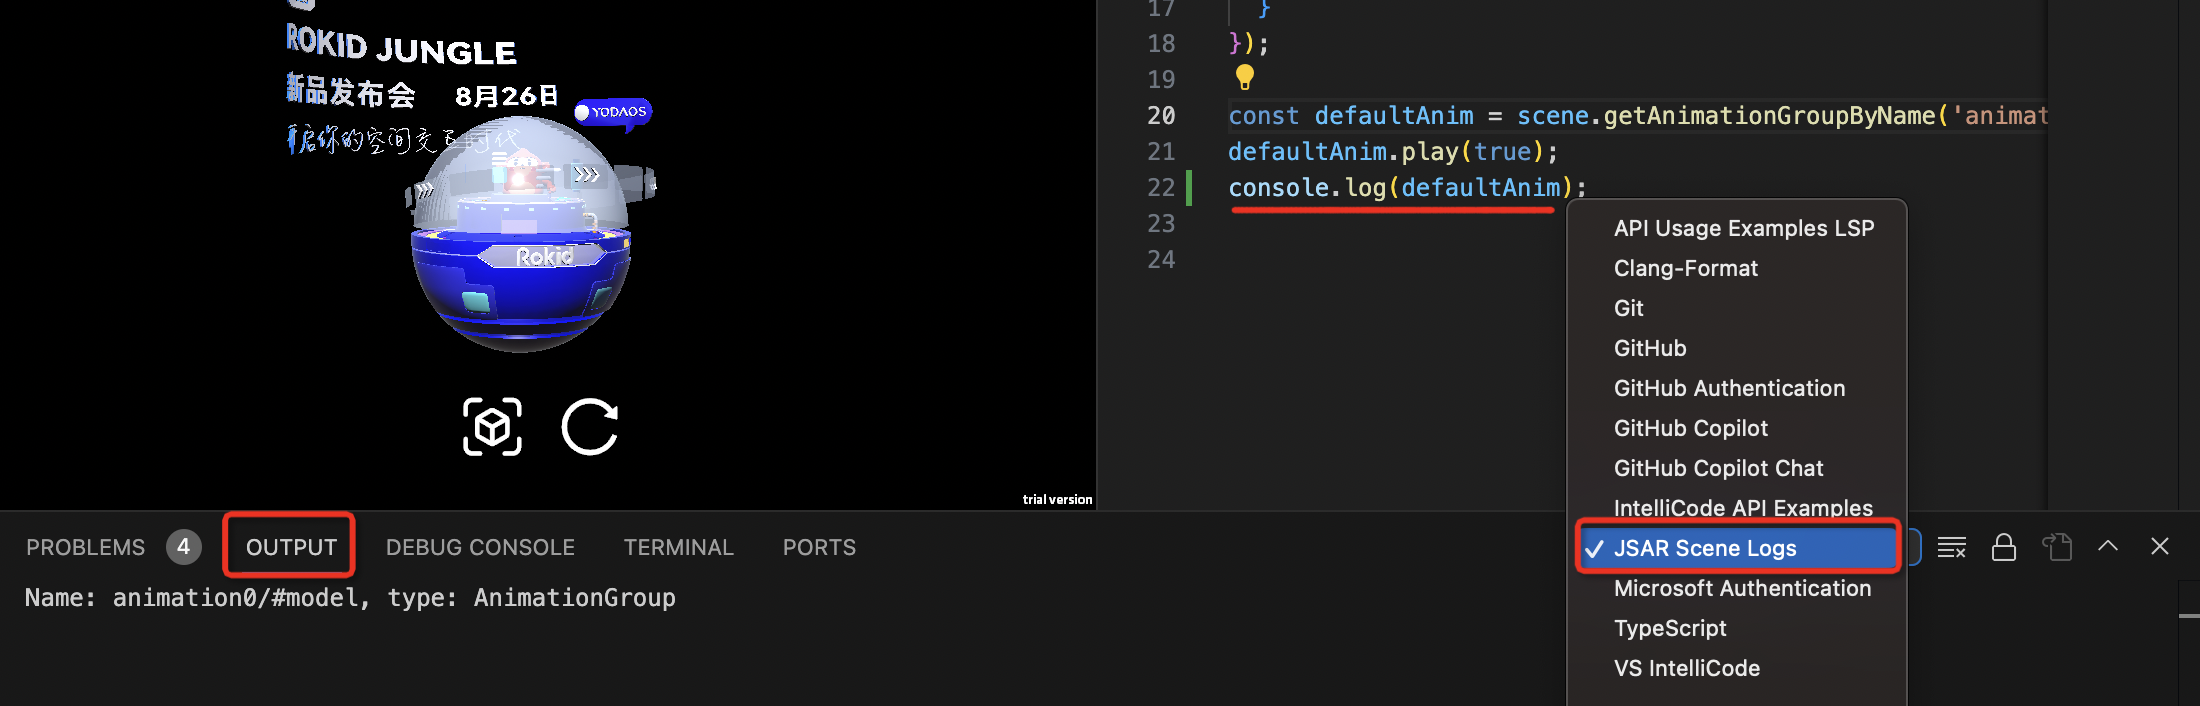 ROKID JUNGLE
新品发布会 8月26日
YODAOS
开启你的空间交互时代
Rokid
trial version
17 }
18 });
19
20 const defaultAnim = scene.getAnimationGroupByName('animat
21 defaultAnim.play(true);
22 console.log(defaultAnim);
23
24
API Usage Examples LSP
Clang-Format
Git
GitHub
GitHub Authentication
GitHub Copilot
GitHub Copilot Chat
IntelliCode API Examples
✓ JSAR Scene Logs
Microsoft Authentication
TypeScript
VS IntelliCode
PROBLEMS 4 OUTPUT DEBUG CONSOLE TERMINAL PORTS
Name: animation0/#model, type: AnimationGroup